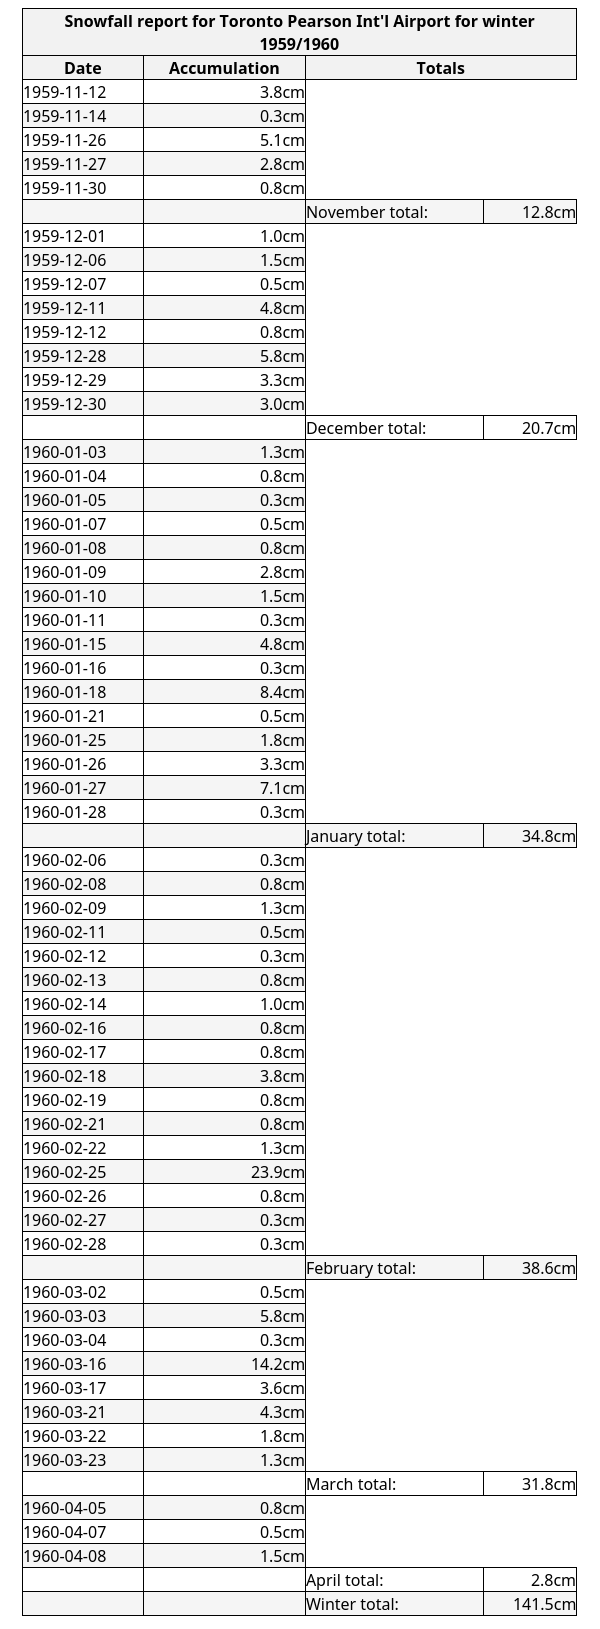 Snowfall report for Toronto Pearson Int'l Airport for winter
1959/1960
Date Accumulation Totals
1959-11-12 3.8cm
1959-11-14 0.3cm
1959-11-26 5.1cm
1959-11-27 2.8cm
1959-11-30 0.8cm
November total: 12.8cm
1959-12-01 1.0cm
1959-12-06 1.5cm
1959-12-07 0.5cm
1959-12-11 4.8cm
1959-12-12 0.8cm
1959-12-28 5.8cm
1959-12-29 3.3cm
1959-12-30 3.0cm
December total: 20.7cm
1960-01-03 1.3cm
1960-01-04 0.8cm
1960-01-05 0.3cm
1960-01-07 0.5cm
1960-01-08 0.8cm
1960-01-09 2.8cm
1960-01-10 1.5cm
1960-01-11 0.3cm
1960-01-15 4.8cm
1960-01-16 0.3cm
1960-01-18 8.4cm
1960-01-21 0.5cm
1960-01-25 1.8cm
1960-01-26 3.3cm
1960-01-27 7.1cm
1960-01-28 0.3cm
January total: 34.8cm
1960-02-06 0.3cm
1960-02-08 0.8cm
1960-02-09 1.3cm
1960-02-11 0.5cm
1960-02-12 0.3cm
1960-02-13 0.8cm
1960-02-14 1.0cm
1960-02-16 0.8cm
1960-02-17 0.8cm
1960-02-18 3.8cm
1960-02-19 0.8cm
1960-02-21 0.8cm
1960-02-22 1.3cm
1960-02-25 23.9cm
1960-02-26 0.8cm
1960-02-27 0.3cm
1960-02-28 0.3cm
February total: 38.6cm
1960-03-02 0.5cm
1960-03-03 5.8cm
1960-03-04 0.3cm
1960-03-16 14.2cm
1960-03-17 3.6cm
1960-03-21 4.3cm
1960-03-22 1.8cm
1960-03-23 1.3cm
March total: 31.8cm
1960-04-05 0.8cm
1960-04-07 0.5cm
1960-04-08 1.5cm
April total: 2.8cm
Winter total: 141.5cm